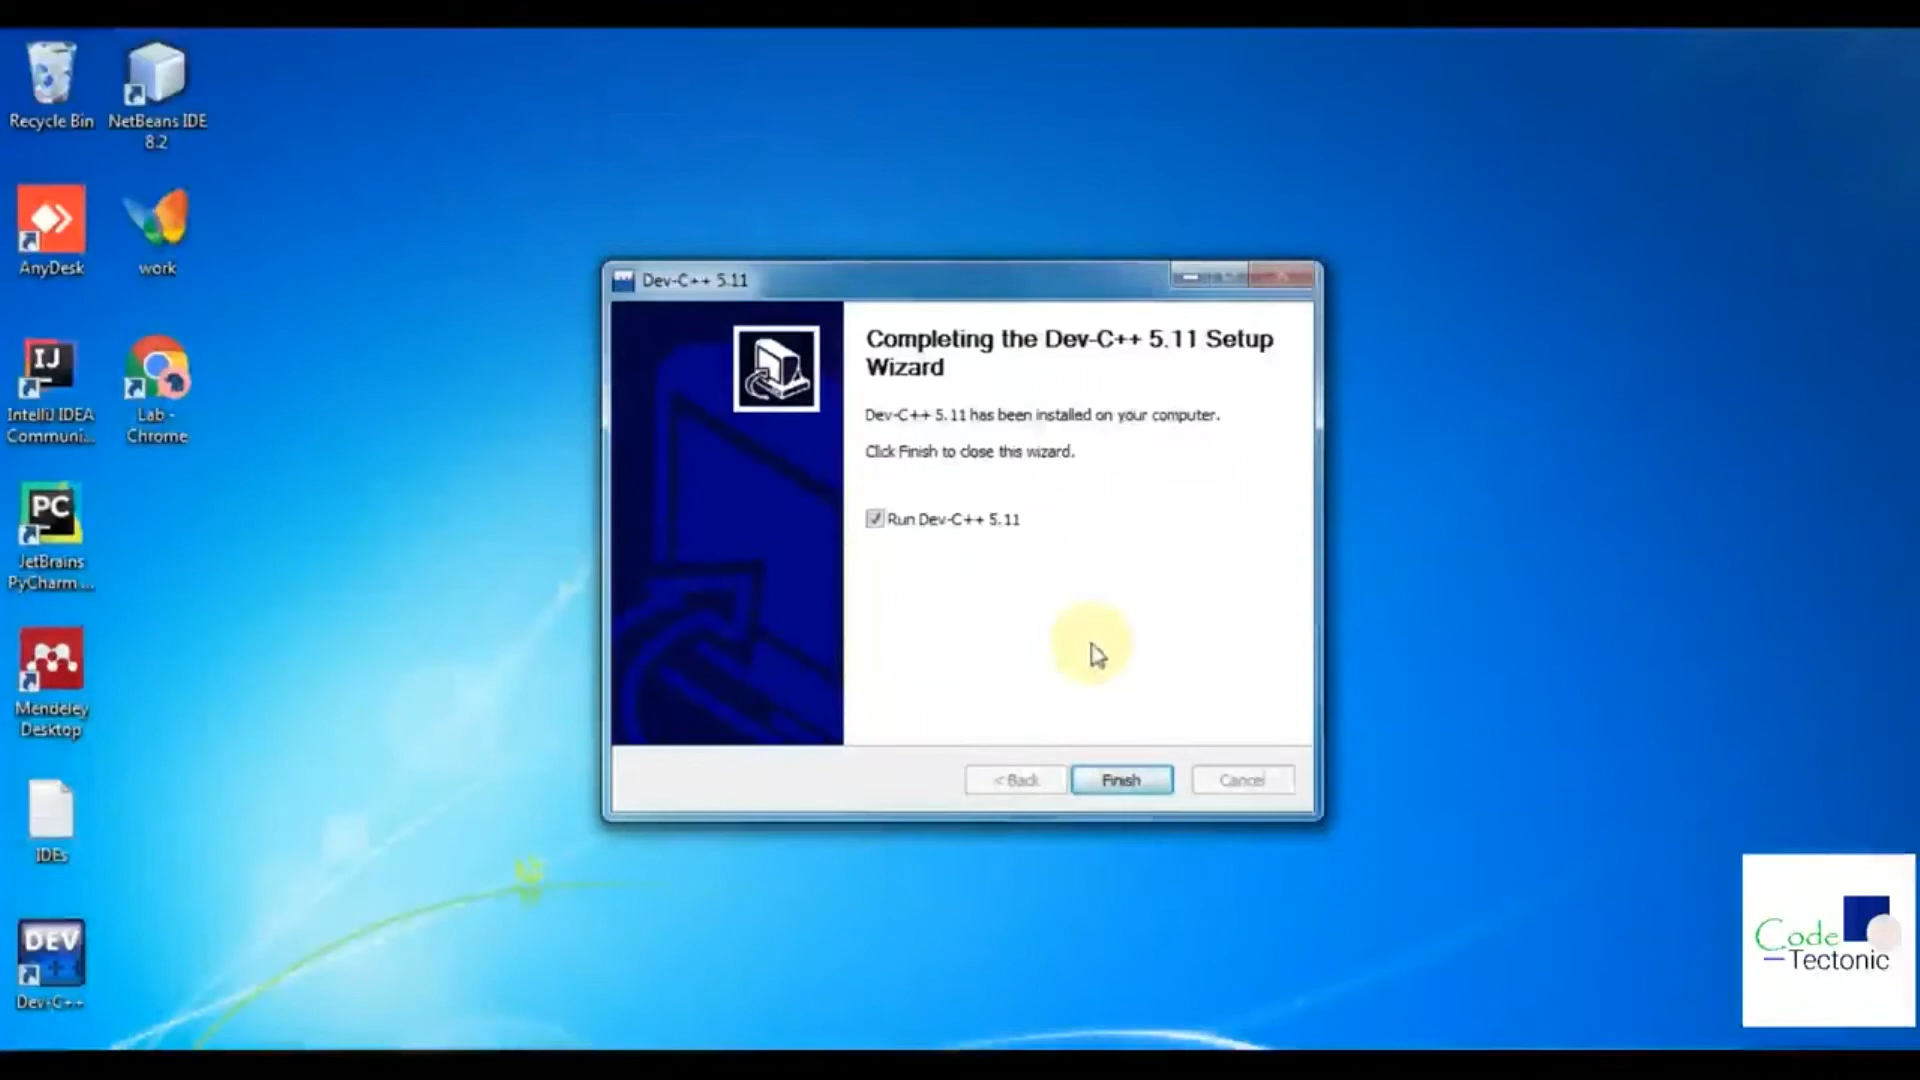 Recycle Bin
NetBeans IDE
8.2
AnyDesk
work
IJ
IntelliJ IDEA
Communi...
Lab -
Chrome
PC
JetBrains
PyCharm ...
Mendeley
Desktop
IDEs
DEV
C++
Dev-C++
Dev-C++ 5.11
Completing the Dev-C++ 5.11 Setup
Wizard
Dev-C++ 5.11 has been installed on your computer.
Click Finish to close this wizard.
Run Dev-C++ 5.11
< Back
Finish
Cancel
Code
Tectonic